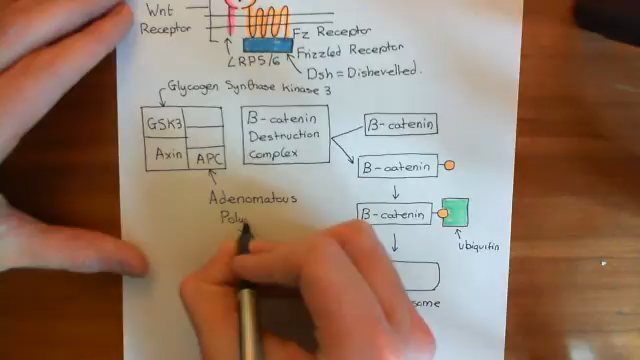 Wnt
Receptor
Fz Receptor
Frizzled Receptor
LRP5/6
Dsh = Dishevelled.
Glycogen Synthase Kinase 3
GSK3
Axin
APC
β-catenin
Destruction
Complex
β-catenin
β-catenin
β-catenin
ubiquitin
Adenomatous
Poly